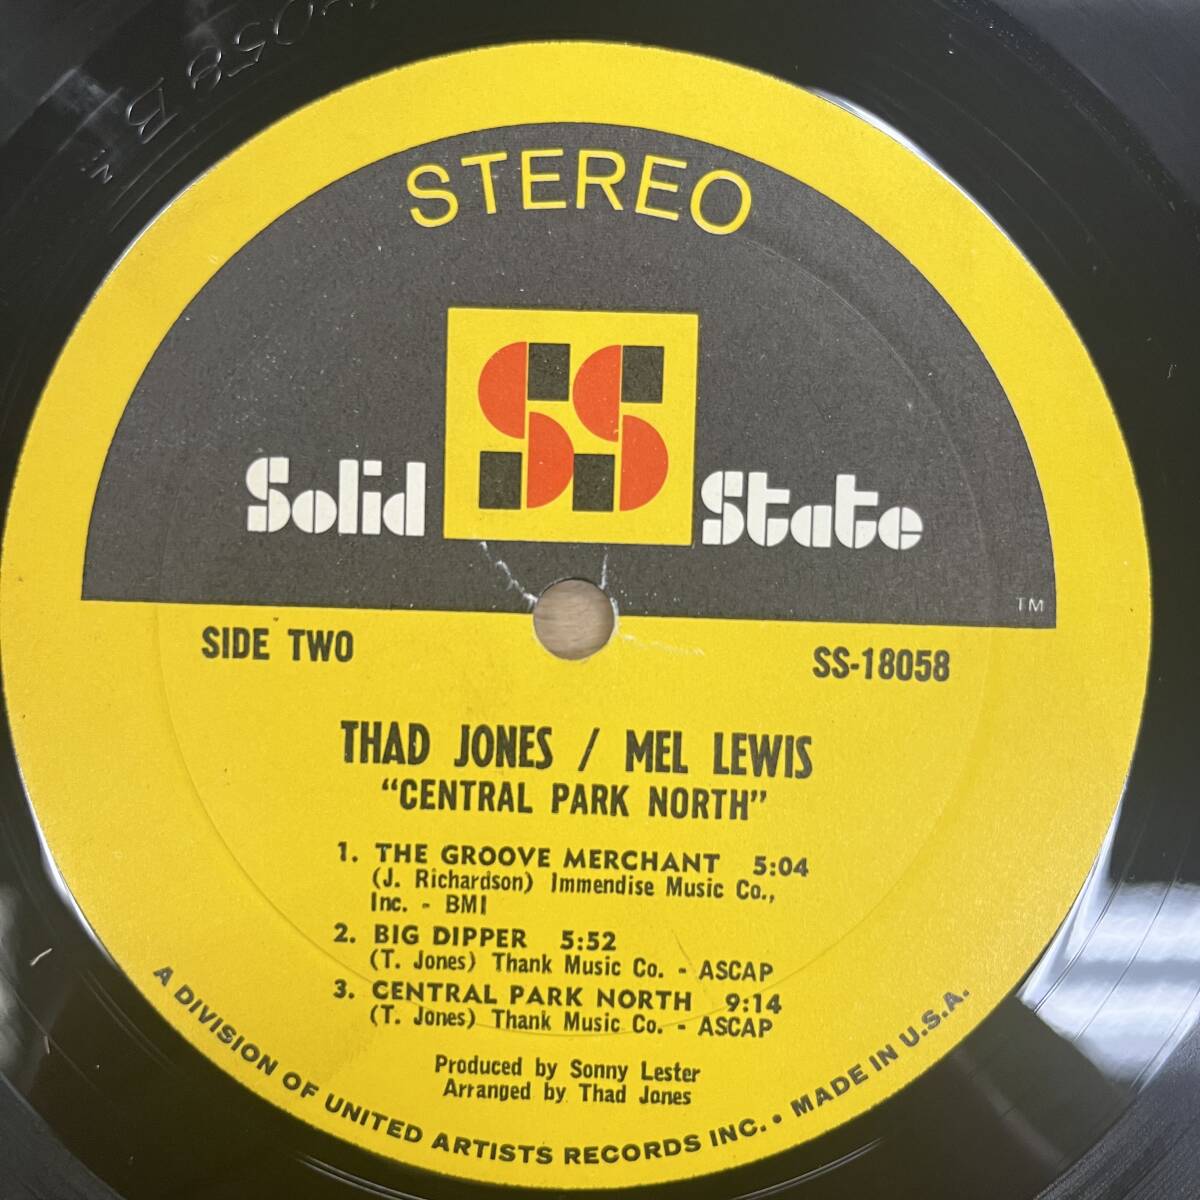 STEREO
SS
Solid State
TM
SIDE TWO
SS-18058
THAD JONES / MEL LEWIS
"CENTRAL PARK NORTH"
1. THE GROOVE MERCHANT 5:04
(J. Richardson) Immendise Music Co.,
Inc. - BMI
2. BIG DIPPER 5:52
(T. Jones) Thank Music Co. - ASCAP
3. CENTRAL PARK NORTH 9:14
(T. Jones) Thank Music Co. - ASCAP
Produced by Sonny Lester
Arranged by Thad Jones
A DIVISION OF UNITED ARTISTS RECORDS INC. • MADE IN U.S.A.